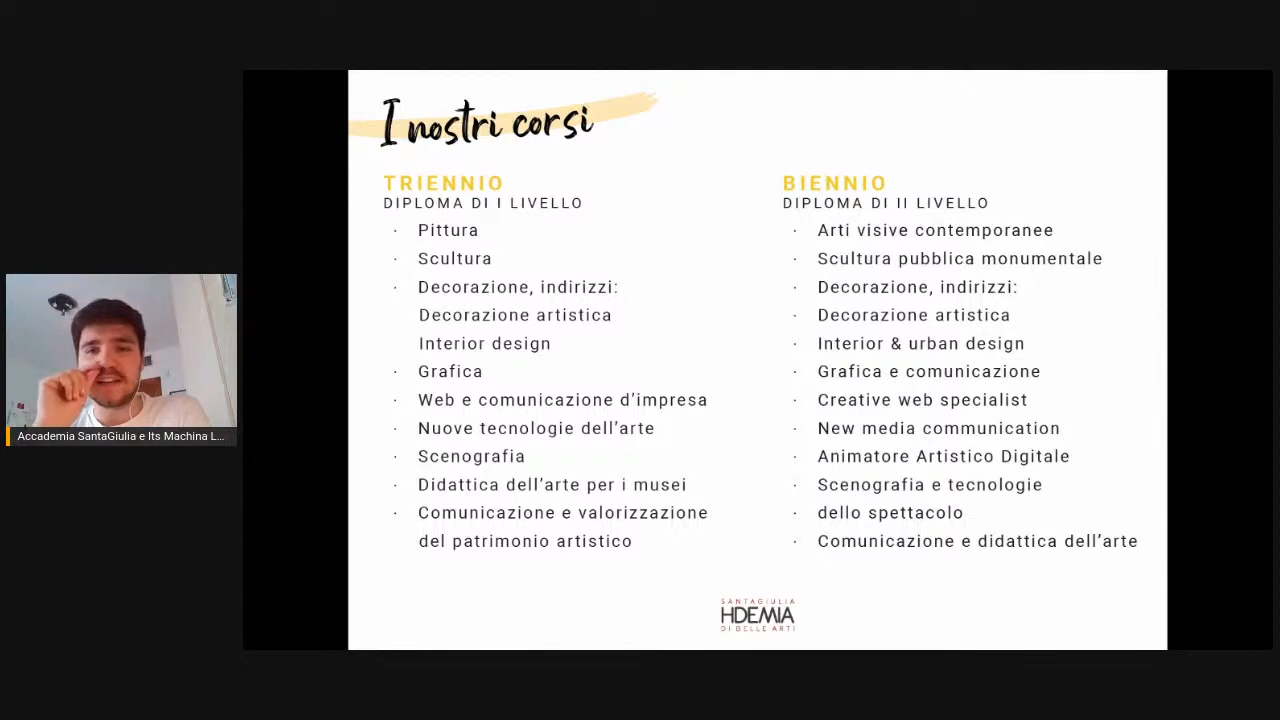 I nostri corsi
TRIENNIO
DIPLOMA DI I LIVELLO
· Pittura
· Scultura
· Decorazione, indirizzi:
Decorazione artistica
Interior design
· Grafica
· Web e comunicazione d'impresa
· Nuove tecnologie dell'arte
· Scenografia
· Didattica dell'arte per i musei
· Comunicazione e valorizzazione
del patrimonio artistico
BIENNIO
DIPLOMA DI II LIVELLO
· Arti visive contemporanee
· Scultura pubblica monumentale
· Decorazione, indirizzi:
· Decorazione artistica
· Interior & urban design
· Grafica e comunicazione
· Creative web specialist
· New media communication
· Animatore Artistico Digitale
· Scenografia e tecnologie
· dello spettacolo
· Comunicazione e didattica dell'arte
SANTAGIULIA
HDEMIA
DI BELLE ARTI
Accademia SantaGiulia e Its Machina L...